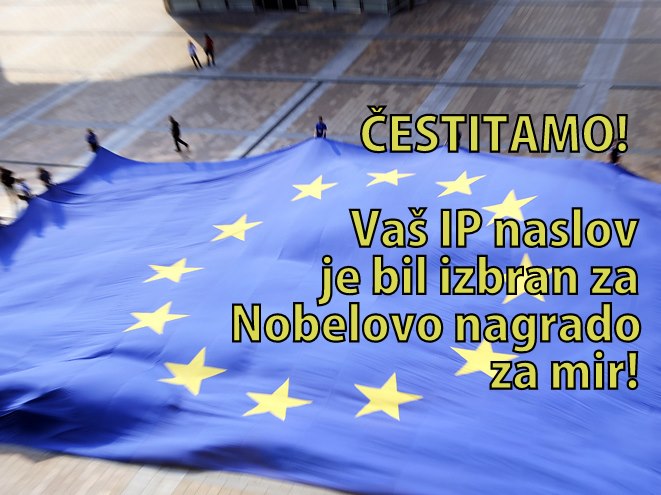 ČESTITAMO!
Vaš IP naslov
je bil izbran za
Nobelovo nagrado
za mir!